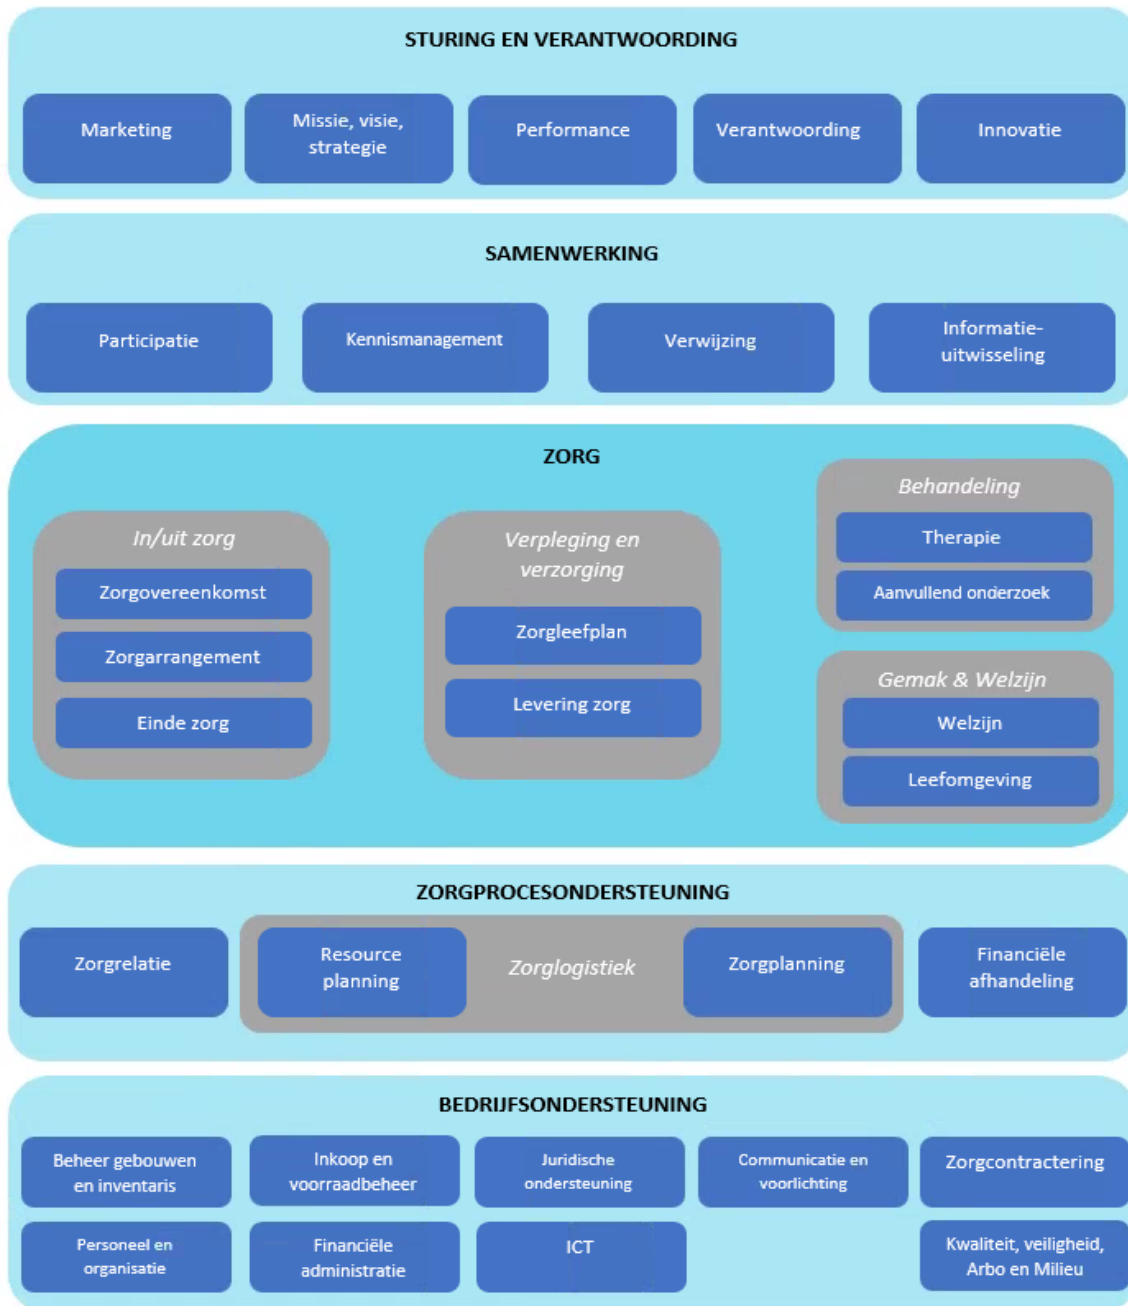 STURING EN VERANTWOORDING
Marketing
Missie, visie,
strategie
Performance
Verantwoording
Innovatie
SAMENWERKING
Participatie
Kennismanagement
Verwijzing
Informatie-
uitwisseling
ZORG
In/uit zorg
Zorgovereenkomst
Zorgarrangement
Einde zorg
Verpleging en
verzorging
Zorgleefplan
Levering zorg
Behandeling
Therapie
Aanvullend onderzoek
Gemak & Welzijn
Welzijn
Leefomgeving
ZORGPROCESONDERSTEUNING
Zorgrelatie
Resource
planning
Zorglogistiek
Zorgplanning
Financiële
afhandeling
BEDRIJFSONDERSTEUNING
Beheer gebouwen
en inventaris
Inkoop en
voorraadbeheer
Juridische
ondersteuning
Communicatie en
voorlichting
Zorgcontractering
Personeel en
organisatie
Financiële
administratie
ICT
Kwaliteit, veiligheid,
Arbo en Milieu